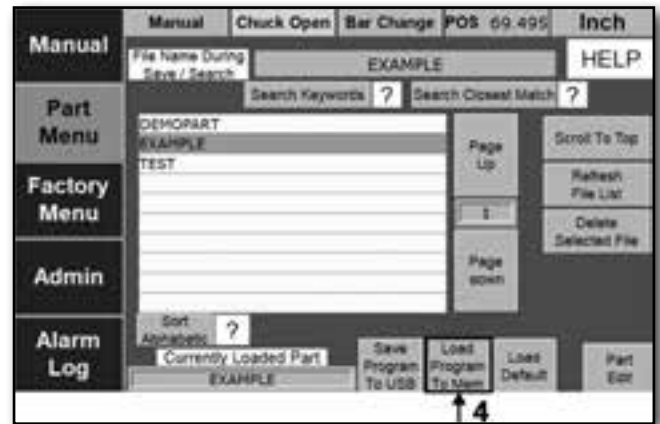 Manual
Part
Menu
Factory
Menu
Admin
Alarm
Log
Manual
Chuck Open
Bar Change
POS 69.495
Inch
File Name During
Save / Search
EXAMPLE
HELP
Search Keywords
?
Search Closest Match
?
DEMOPART
EXAMPLE
TEST
Page
Up
1
Page
down
Scroll To Top
Refresh
File List
Delete
Selected File
Sort
Alphabetic
?
Currently Loaded Part
EXAMPLE
Save
Program
To USB
Load
Program
To Mem
Load
Default
Part
Edit
4